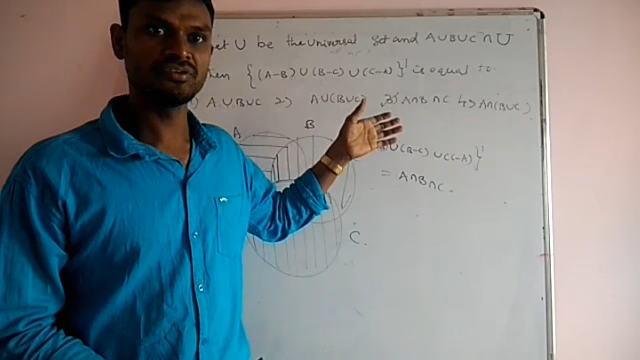 et U be the universal set and A∪B∪C ∩ U
hen {(A-B) ∪ (B-C) ∪ (C-A)}' is equal to
) A∪B∪C 2) A∪(B∪C) 3) A∩B∩C 4) A∩(B∪C)
A B
∪(B-C) ∪(C-A)}'
= A∩B∩C.
C.